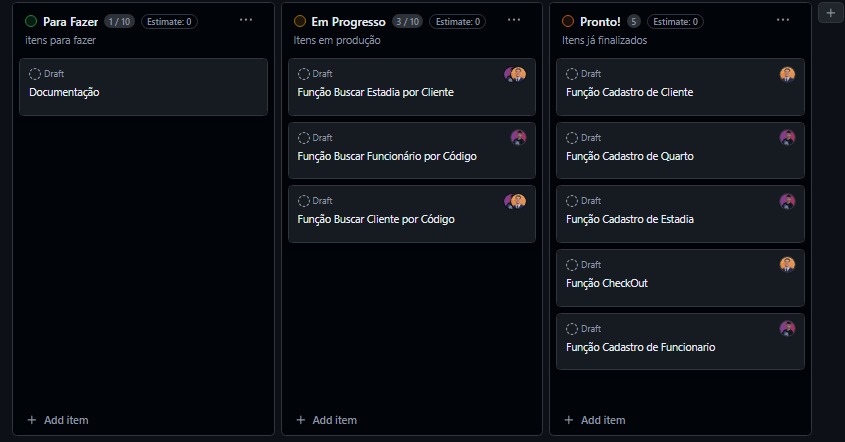 Para Fazer 1 / 10 Estimate: 0
itens para fazer
Draft
Documentação
Add item
Em Progresso 3 / 10 Estimate: 0
Itens em produção
Draft
Função Buscar Estadia por Cliente
Draft
Função Buscar Funcionário por Código
Draft
Função Buscar Cliente por Código
Add item
Pronto! 5 Estimate: 0
Itens já finalizados
Draft
Função Cadastro de Cliente
Draft
Função Cadastro de Quarto
Draft
Função Cadastro de Estadia
Draft
Função CheckOut
Draft
Função Cadastro de Funcionario
Add item